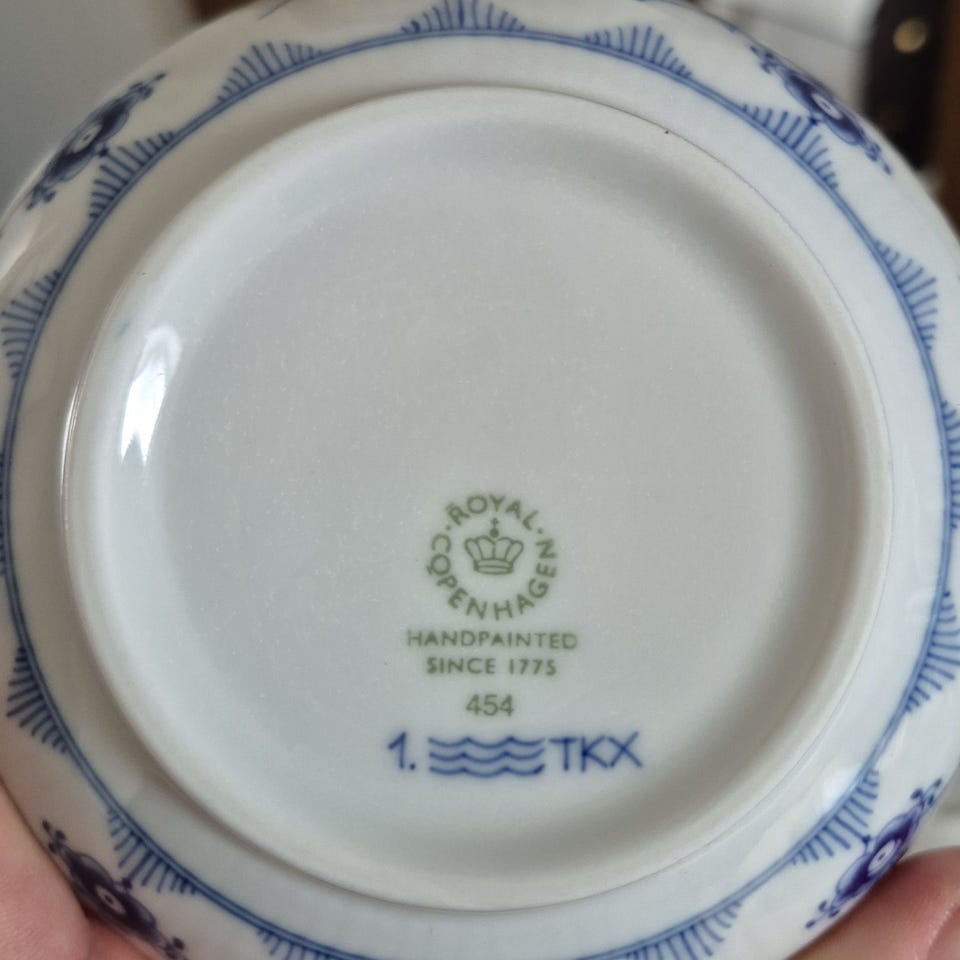 ROYAL
COPENHAGEN
HANDPAINTED
SINCE 1775
454
1. TKX